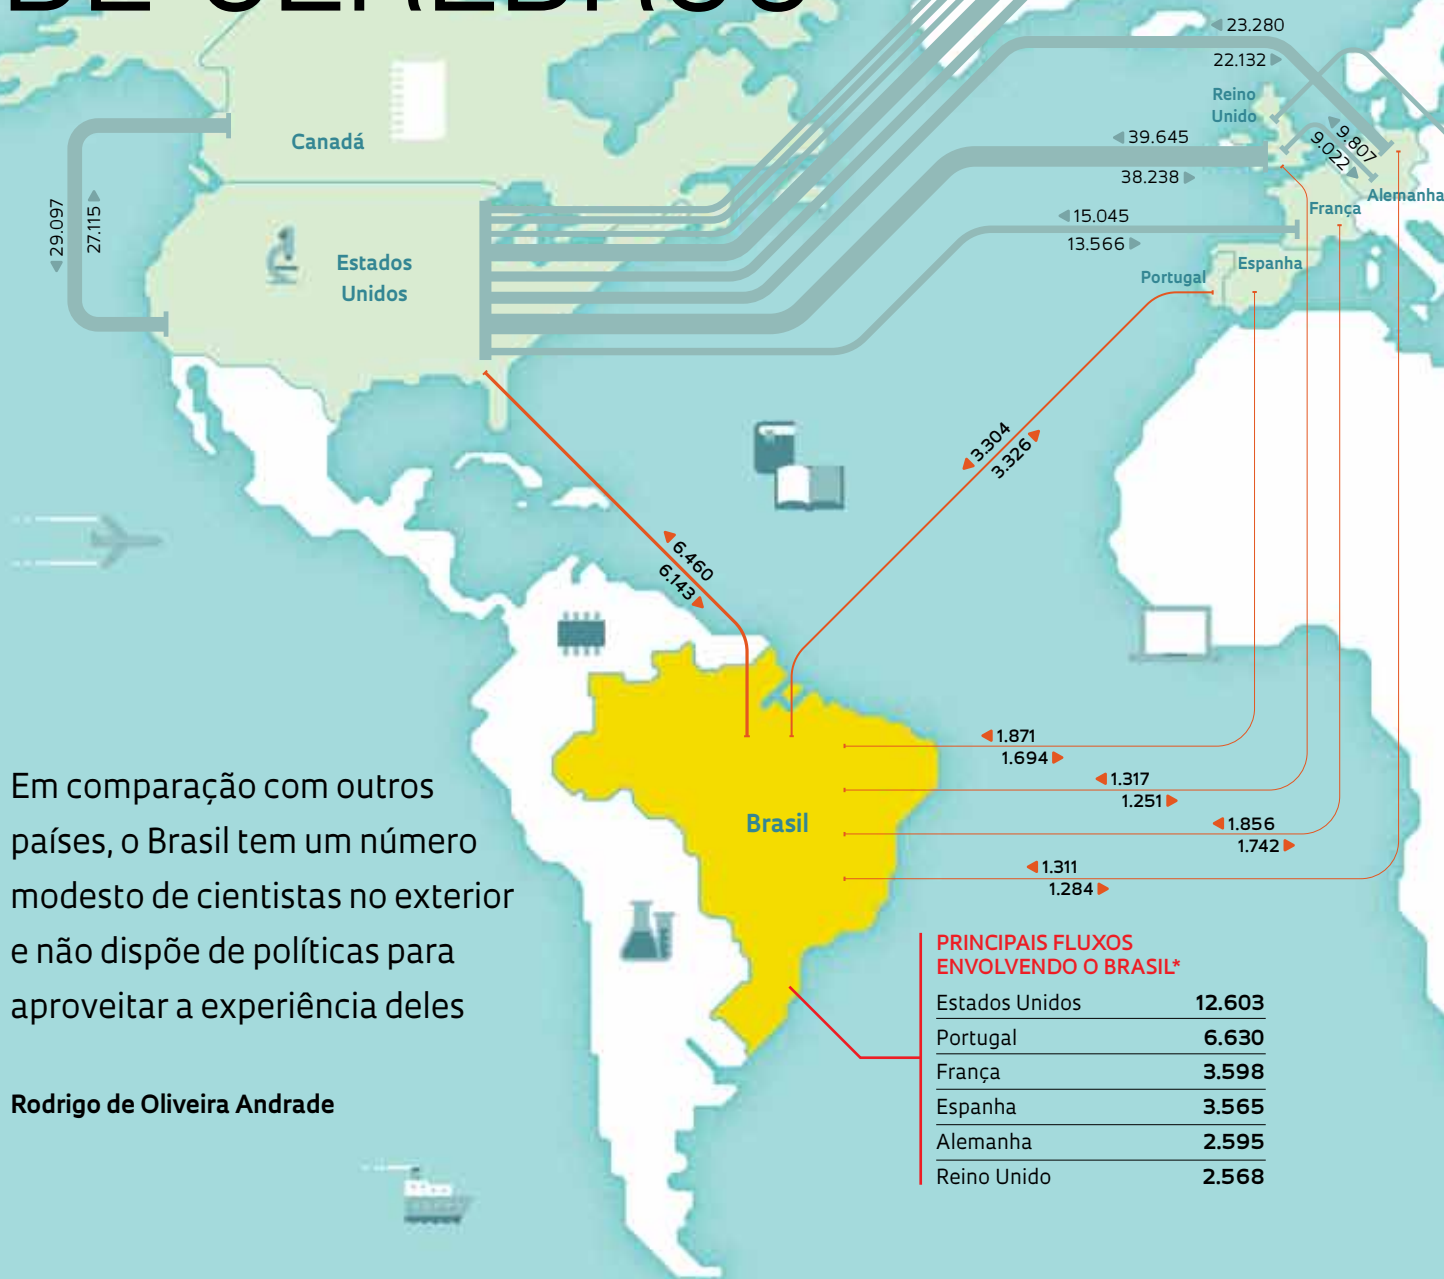 DE CÉREBROS
23.280
22.132
Reino
Unido
Canadá
39.645
38.238
9.807
9.022
Alemanha
França
29.097
27.115
15.045
13.566
Estados
Unidos
Espanha
Portugal
3.304
3.326
6.460
6.143
1.871
1.694
1.317
1.251
Brasil
1.856
1.742
1.311
1.284
Em comparação com outros
países, o Brasil tem um número
modesto de cientistas no exterior
e não dispõe de políticas para
aproveitar a experiência deles
Rodrigo de Oliveira Andrade
PRINCIPAIS FLUXOS
ENVOLVENDO O BRASIL*
Estados Unidos 12.603
Portugal 6.630
França 3.598
Espanha 3.565
Alemanha 2.595
Reino Unido 2.568